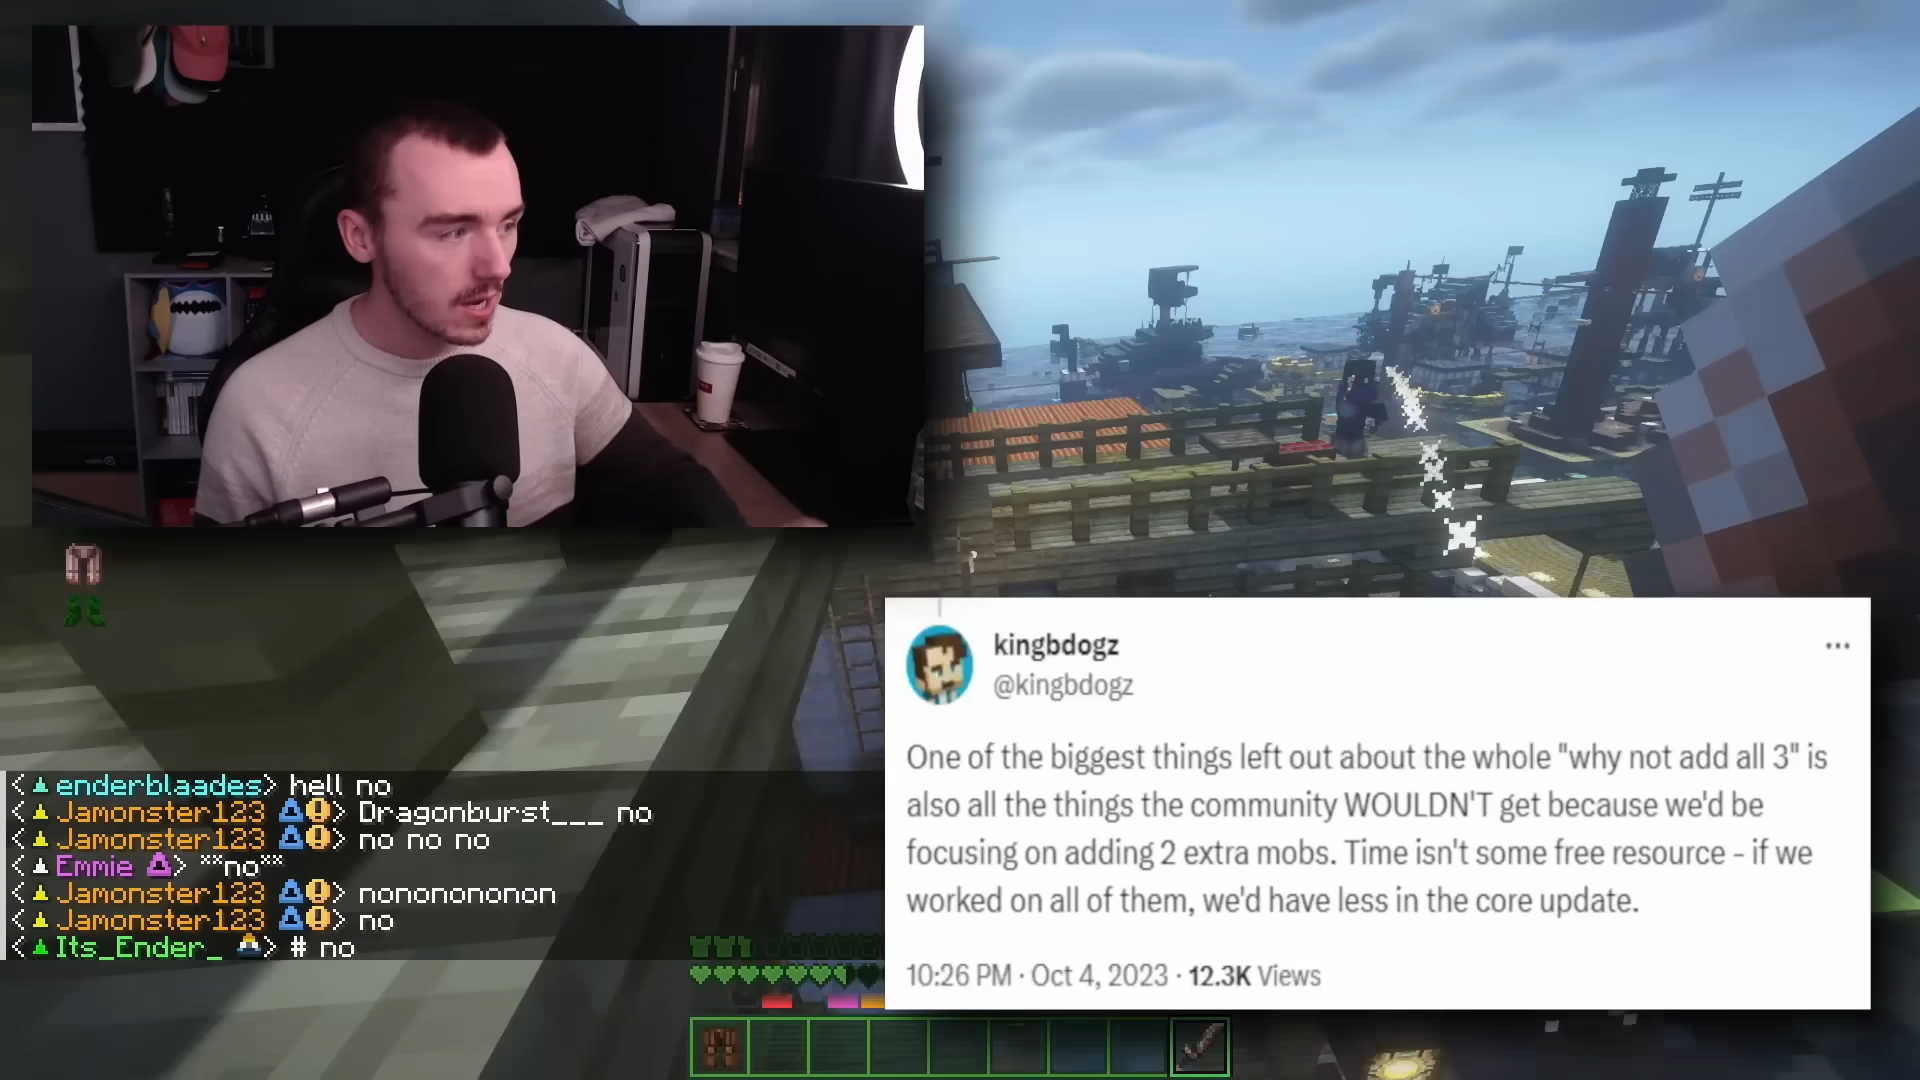 <enderblaades> hell no
<Jamonster123> Dragonburst___ no
<Jamonster123> no no no
<Emmie> **no**
<Jamonster123> nononononon
<Jamonster123> no
<Its_Ender_> # no
kingbdogz
@kingbdogz
One of the biggest things left out about the whole "why not add all 3" is
also all the things the community WOULDN'T get because we'd be
focusing on adding 2 extra mobs. Time isn't some free resource - if we
worked on all of them, we'd have less in the core update.
10:26 PM · Oct 4, 2023 · 12.3K Views